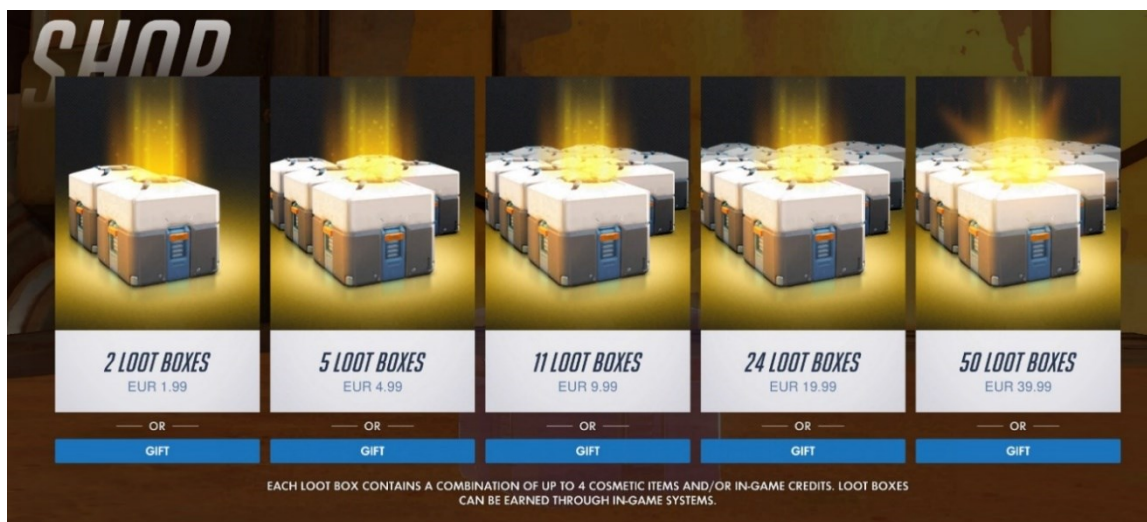 SHOP
2 LOOT BOXES
EUR 1.99
OR
GIFT
5 LOOT BOXES
EUR 4.99
OR
GIFT
11 LOOT BOXES
EUR 9.99
OR
GIFT
24 LOOT BOXES
EUR 19.99
OR
GIFT
50 LOOT BOXES
EUR 39.99
OR
GIFT
EACH LOOT BOX CONTAINS A COMBINATION OF UP TO 4 COSMETIC ITEMS AND/OR IN-GAME CREDITS. LOOT BOXES
CAN BE EARNED THROUGH IN-GAME SYSTEMS.